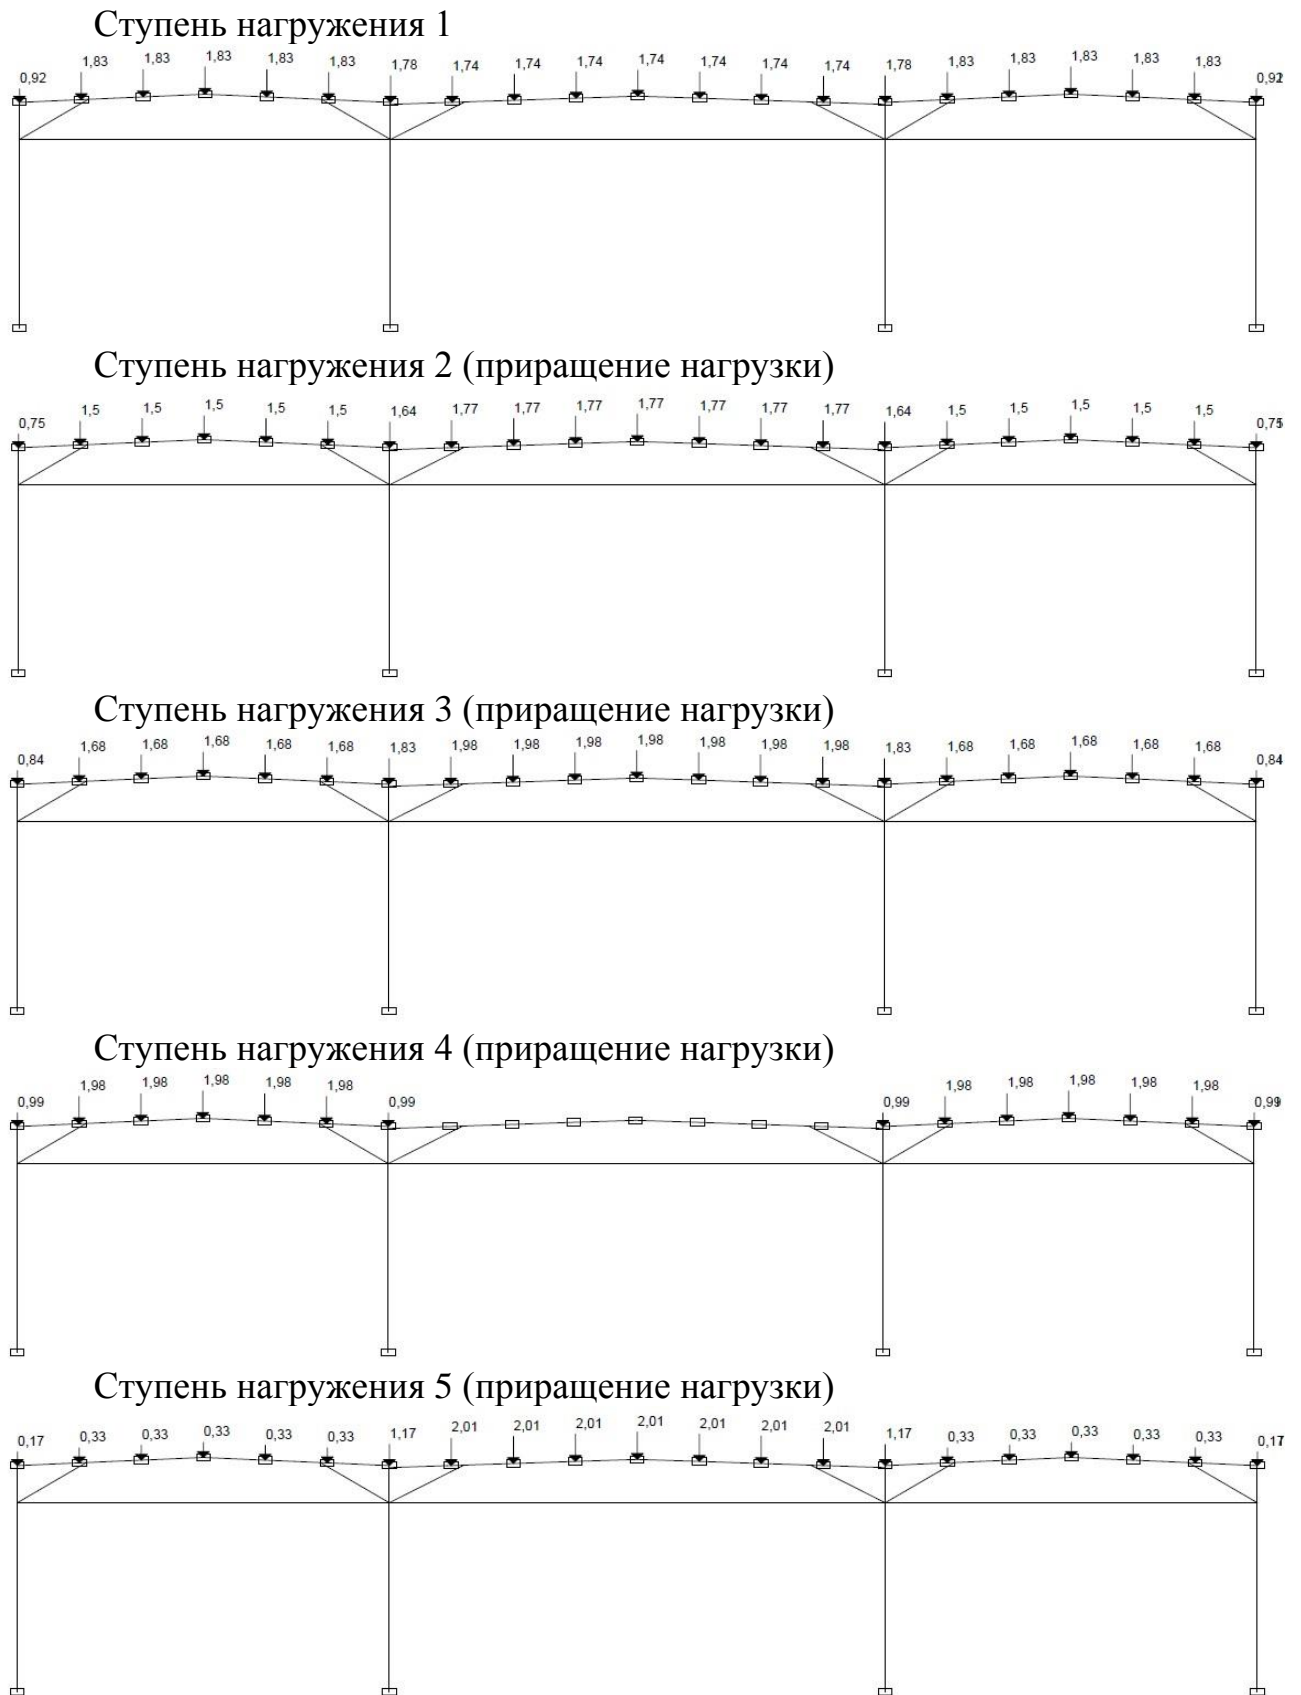 Ступень нагружения 1
0,92 1,83 1,83 1,83 1,83 1,83 1,78 1,74 1,74 1,74 1,74 1,74 1,74 1,74 1,78 1,83 1,83 1,83 1,83 1,83 0,92
Ступень нагружения 2 (приращение нагрузки)
0,75 1,5 1,5 1,5 1,5 1,5 1,64 1,77 1,77 1,77 1,77 1,77 1,77 1,77 1,64 1,5 1,5 1,5 1,5 1,5 0,75
Ступень нагружения 3 (приращение нагрузки)
0,84 1,68 1,68 1,68 1,68 1,68 1,83 1,98 1,98 1,98 1,98 1,98 1,98 1,98 1,83 1,68 1,68 1,68 1,68 1,68 0,84
Ступень нагружения 4 (приращение нагрузки)
0,99 1,98 1,98 1,98 1,98 1,98 0,99 0,99 1,98 1,98 1,98 1,98 1,98 0,99
Ступень нагружения 5 (приращение нагрузки)
0,17 0,33 0,33 0,33 0,33 0,33 1,17 2,01 2,01 2,01 2,01 2,01 2,01 2,01 1,17 0,33 0,33 0,33 0,33 0,33 0,17